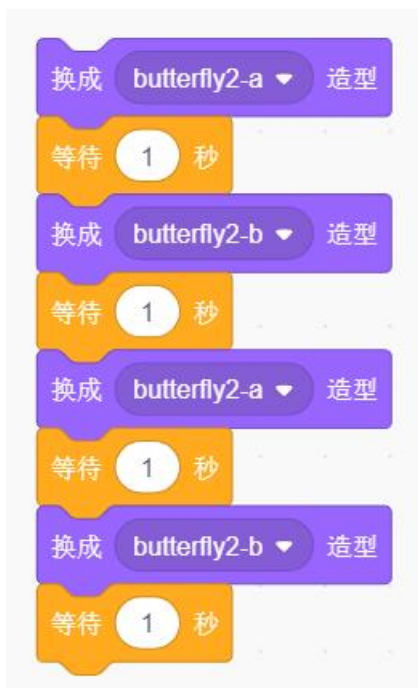 换成 butterfly2-a 造型
等待 1 秒
换成 butterfly2-b 造型
等待 1 秒
换成 butterfly2-a 造型
等待 1 秒
换成 butterfly2-b 造型
等待 1 秒